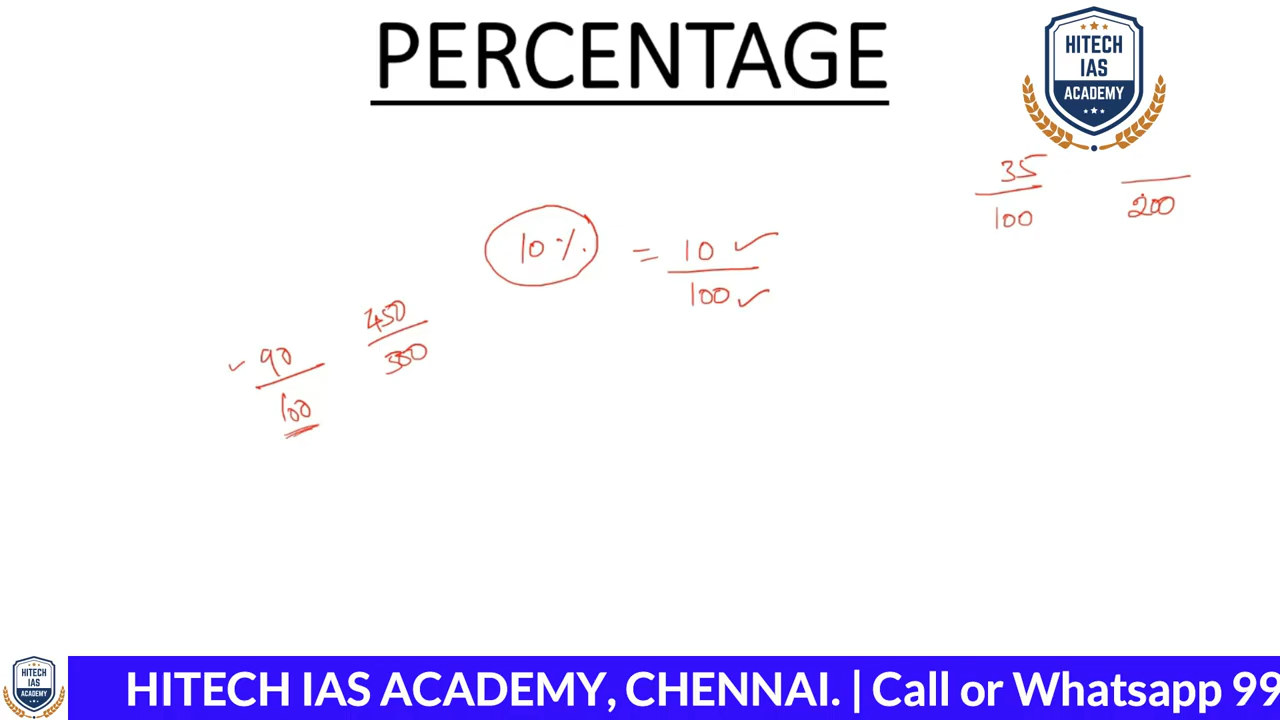 PERCENTAGE
HITECH
IAS
ACADEMY
35
100
200
10 %. = 10
100
450
90
100
HITECH
IAS
ACADEMY
HITECH IAS ACADEMY, CHENNAI. | Call or Whatsapp 99